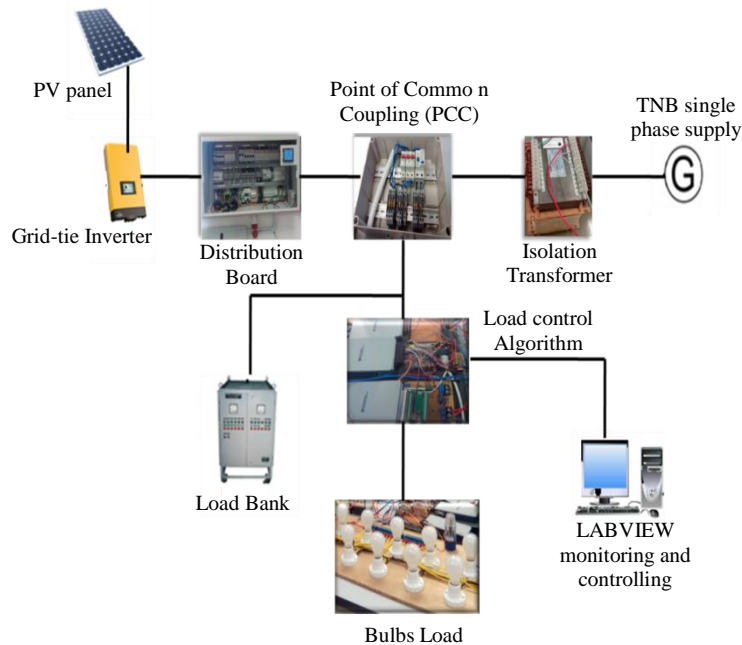 PV panel
Point of Commo n
Coupling (PCC)
TNB single
phase supply
G
Grid-tie Inverter
Distribution
Board
Isolation
Transformer
Load control
Algorithm
Load Bank
LABVIEW
monitoring and
controlling
Bulbs Load